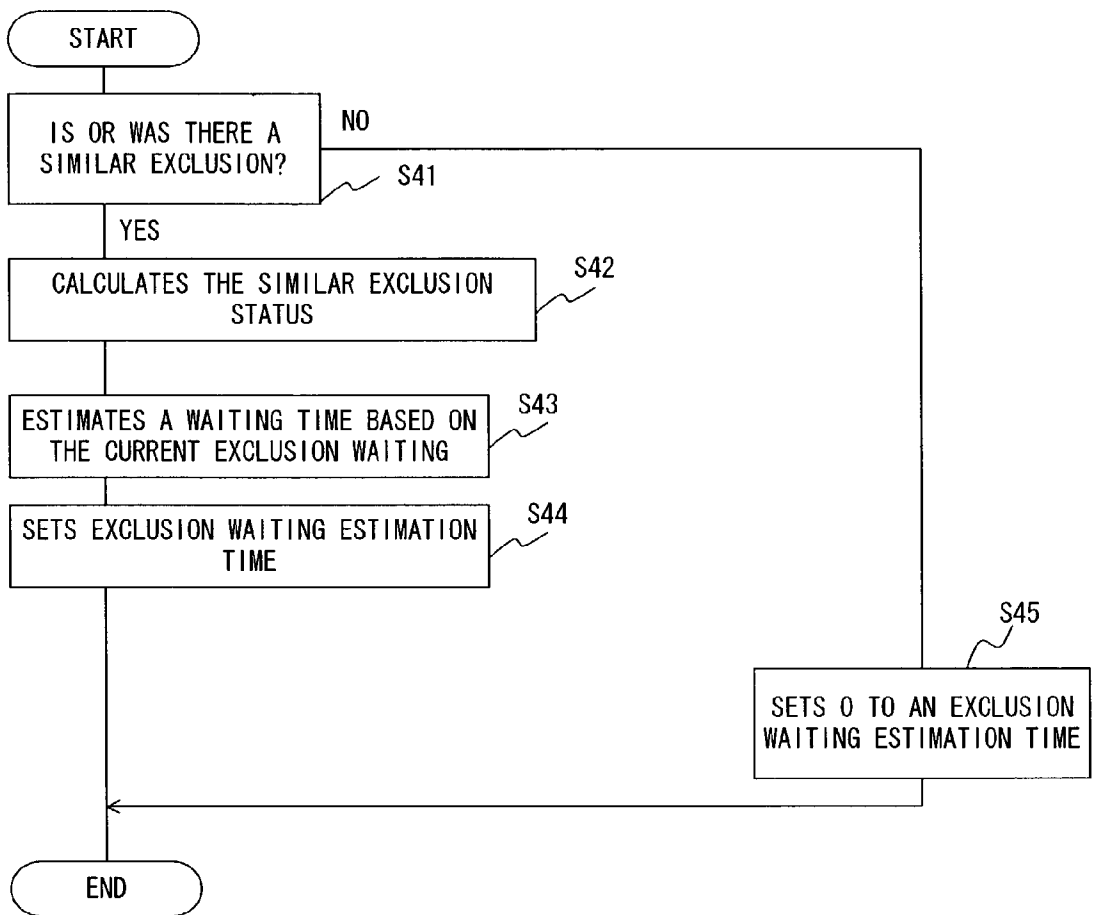 START
IS OR WAS THERE A
SIMILAR EXCLUSION?
NO
S41
YES
S42
CALCULATES THE SIMILAR EXCLUSION
STATUS
S43
ESTIMATES A WAITING TIME BASED ON
THE CURRENT EXCLUSION WAITING
S44
SETS EXCLUSION WAITING ESTIMATION
TIME
S45
SETS 0 TO AN EXCLUSION
WAITING ESTIMATION TIME
END